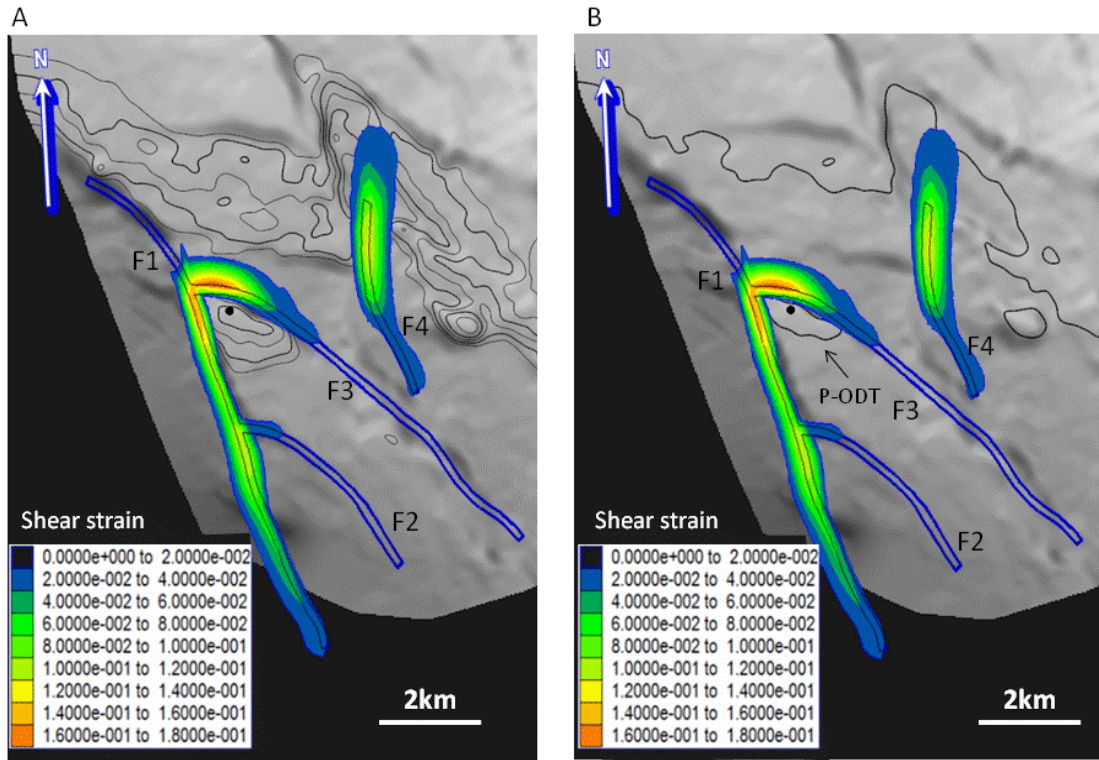 A
N
F1
F4
F3
F2
Shear strain
0.0000e+000 to 2.0000e-002
2.0000e-002 to 4.0000e-002
4.0000e-002 to 6.0000e-002
6.0000e-002 to 8.0000e-002
8.0000e-002 to 1.0000e-001
1.0000e-001 to 1.2000e-001
1.2000e-001 to 1.4000e-001
1.4000e-001 to 1.6000e-001
1.6000e-001 to 1.8000e-001
2km
B
N
F1
F4
P-ODT
F3
F2
Shear strain
0.0000e+000 to 2.0000e-002
2.0000e-002 to 4.0000e-002
4.0000e-002 to 6.0000e-002
6.0000e-002 to 8.0000e-002
8.0000e-002 to 1.0000e-001
1.0000e-001 to 1.2000e-001
1.2000e-001 to 1.4000e-001
1.4000e-001 to 1.6000e-001
1.6000e-001 to 1.8000e-001
2km